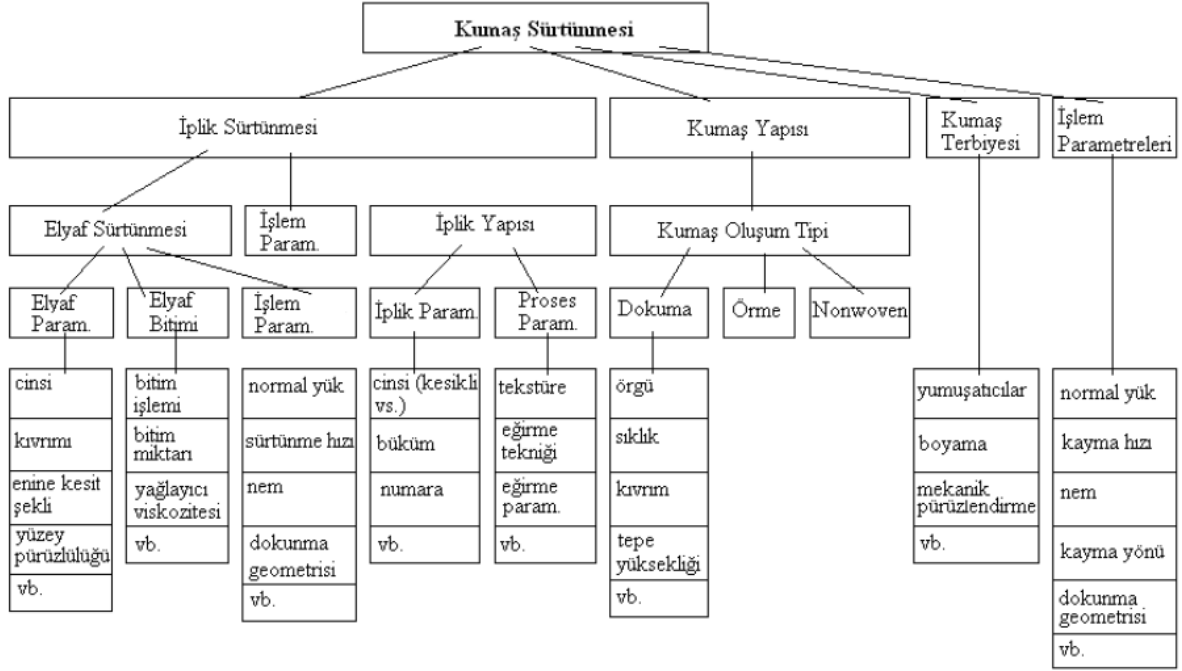 Kumaş Sürtünmesi
İplik Sürtünmesi
Kumaş Yapısı
Kumaş
Terbiyesi
İşlem
Parametreleri
Elyaf Sürtünmesi
İşlem
Param.
İplik Yapısı
Kumaş Oluşum Tipi
Elyaf
Param.
Elyaf
Bitimi
İşlem
Param.
İplik Param.
Proses
Param.
Dokuma
Örme
Nonwoven
cinsi
kıvrımı
enine kesit
şekli
yüzey
pürüzlülüğü
vb.
bitim
işlemi
bitim
miktarı
yağlayıcı
viskozitesi
vb.
normal yük
sürtünme hızı
nem
dokunma
geometrisi
vb.
cinsi (kesikli
vs.)
büküm
numara
vb.
tekstüre
eğirme
tekniği
eğirme
param.
vb.
örgü
sıklık
kıvrım
tepe
yüksekliği
vb.
yumuşatıcılar
boyama
mekanik
pürüzlendirme
vb.
normal yük
kayma hızı
nem
kayma yönü
dokunma
geometrisi
vb.